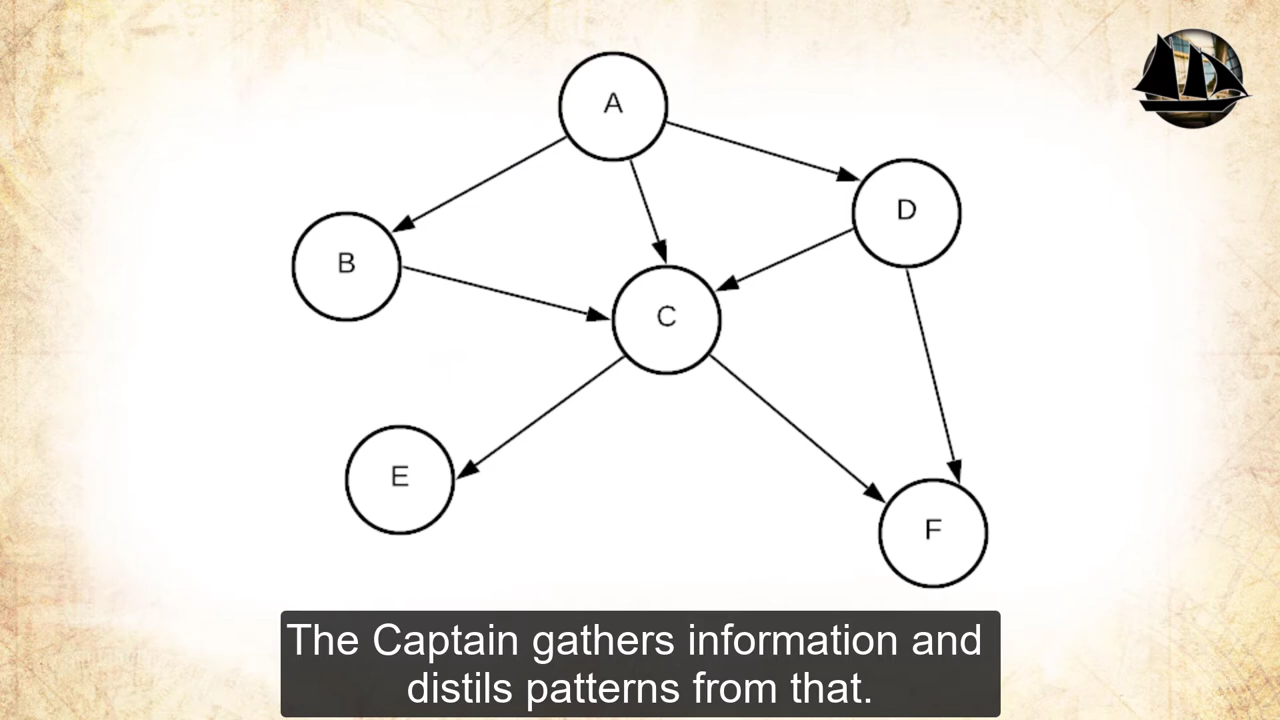 A
D
B
C
E
F
The Captain gathers information and
distils patterns from that.